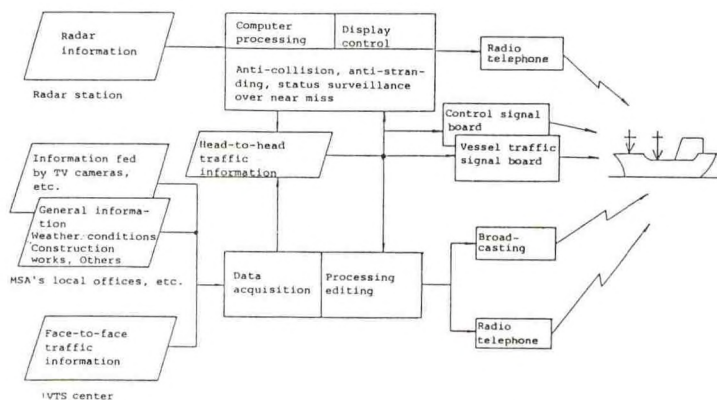 Radar
information
Radar station
Computer
processing
Display
control
Anti-collision, anti-stran-
ding, status surveillance
over near miss
Radio
telephone
Control signal
board
Vessel traffic
signal board
Head-to-head
traffic
information
Information fed
by TV cameras,
etc.
General informa-
tion
Weather conditions
Construction
works, Others
MSA's local offices, etc.
Data
acquisition
Processing
editing
Broad-
casting
Radio
telephone
Face-to-face
traffic
information
VTS center